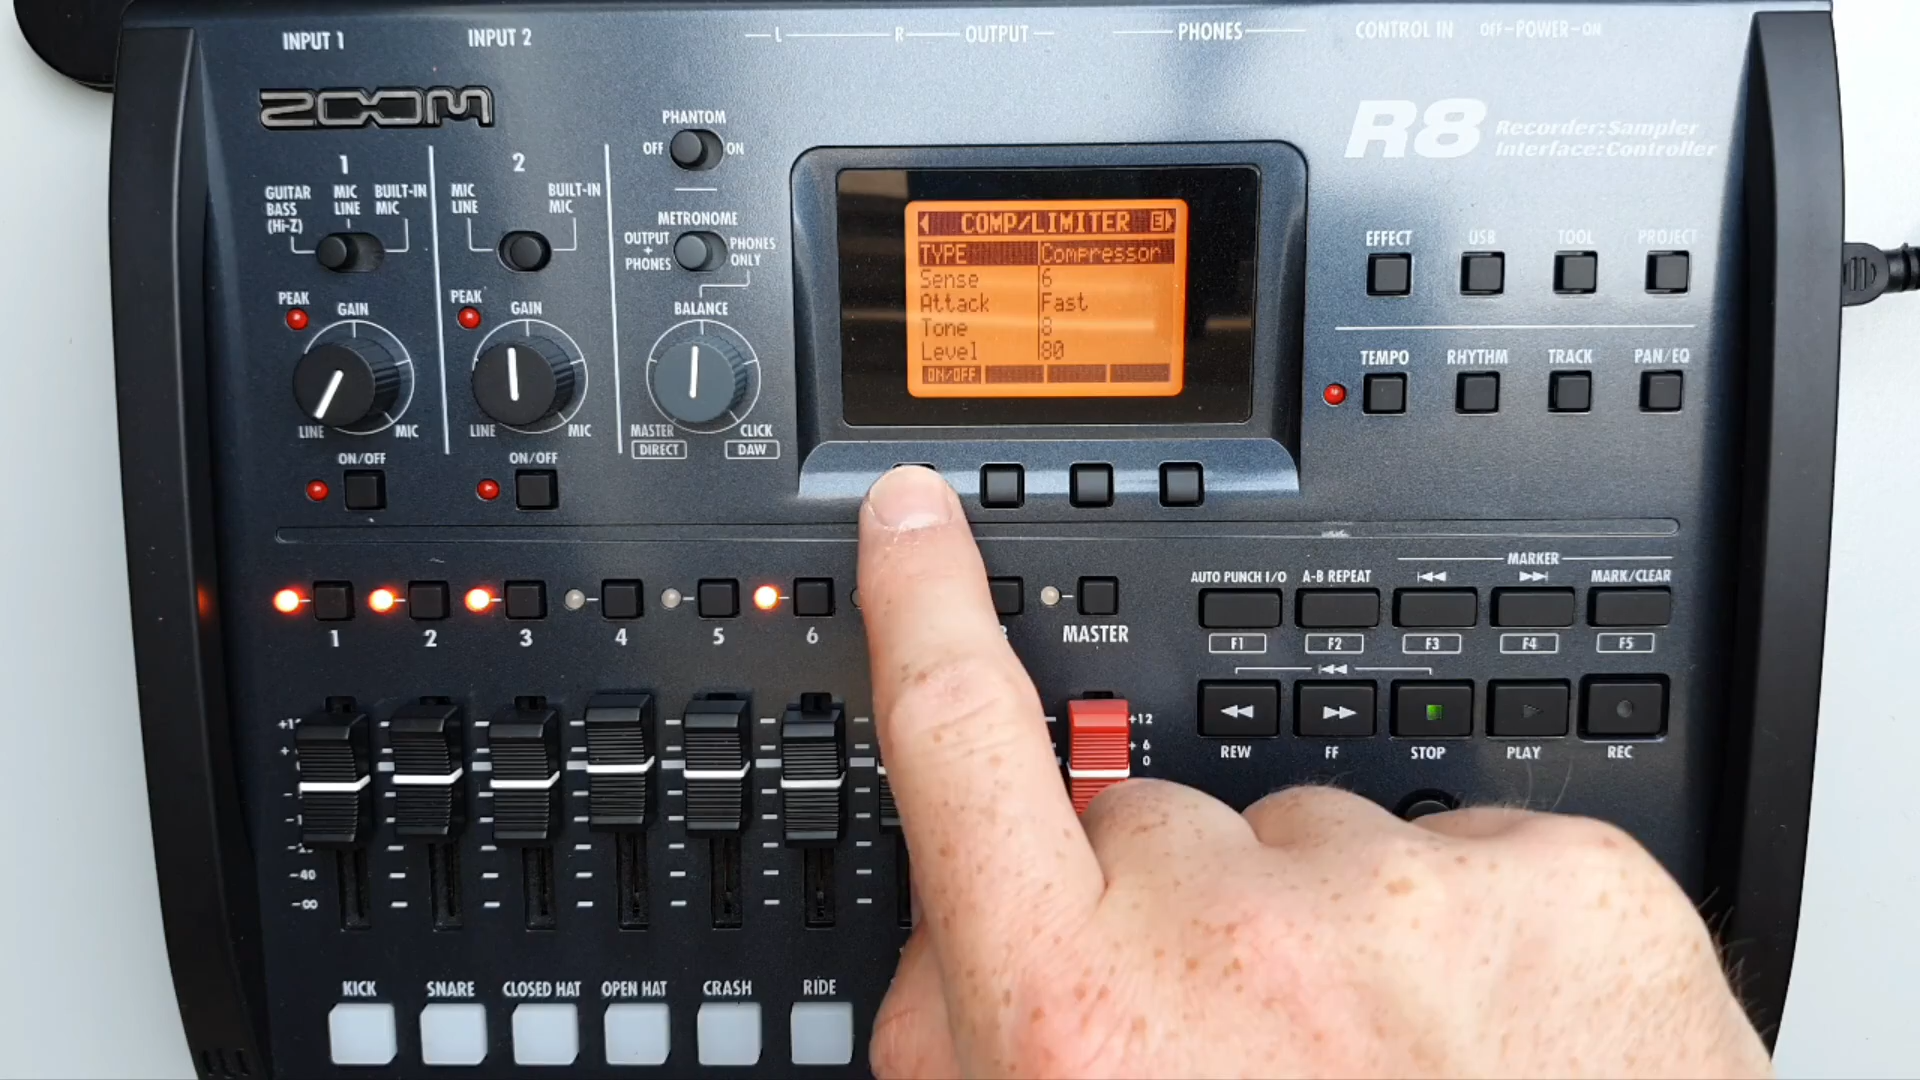 INPUT 1
INPUT 2
L
R
OUTPUT
PHONES
CONTROL IN
OFF-POWER-ON
ZOOM
R8
Recorder:Sampler
Interface:Controller
PHANTOM
OFF
ON
1
2
GUITAR
BASS
(Hi-Z)
MIC
LINE
BUILT-IN
MIC
MIC
LINE
BUILT-IN
MIC
METRONOME
OUTPUT
+
PHONES
PHONES
ONLY
COMP/LIMITER E
TYPE Compressor
Sense 6
Attack Fast
Tone 8
Level 80
ON/OFF
EFFECT
USB
TOOL
PROJECT
PEAK
GAIN
PEAK
GAIN
BALANCE
TEMPO
RHYTHM
TRACK
PAN/EQ
LINE
MIC
LINE
MIC
MASTER
CLICK
DIRECT
DAW
ON/OFF
ON/OFF
MARKER
AUTO PUNCH I/O
A-B REPEAT
MARK/CLEAR
1
2
3
4
5
6
MASTER
F1
F2
F3
F4
F5
+12
+ 6
0
REW
FF
STOP
PLAY
REC
-40
-∞
KICK
SNARE
CLOSED HAT
OPEN HAT
CRASH
RIDE